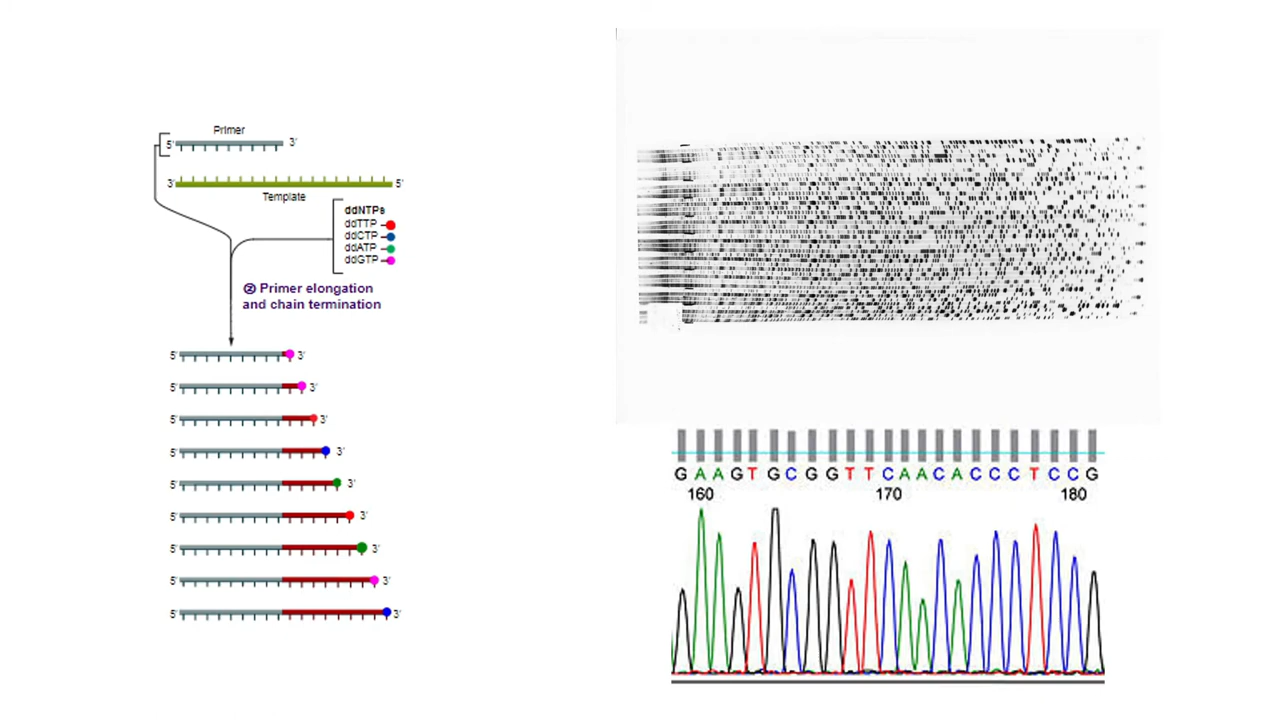 Primer
5' 3'
3' 5'
Template
ddNTPs
ddTTP
ddCTP
ddATP
ddGTP
② Primer elongation
and chain termination
5' 3'
5' 3'
5' 3'
5' 3'
5' 3'
5' 3'
5' 3'
5' 3'
5' 3'
G A A G T G C G G T T C A A C A C C C T C C G
160 170 180